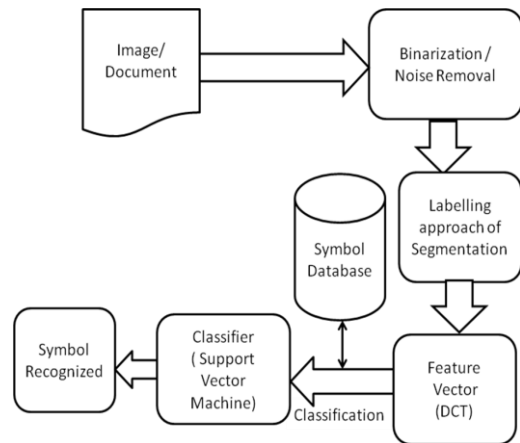 Image/
Document
Binarization /
Noise Removal
Labelling
approach of
Segmentation
Symbol
Database
Feature
Vector
(DCT)
Classification
Classifier
( Support
Vector
Machine)
Symbol
Recognized